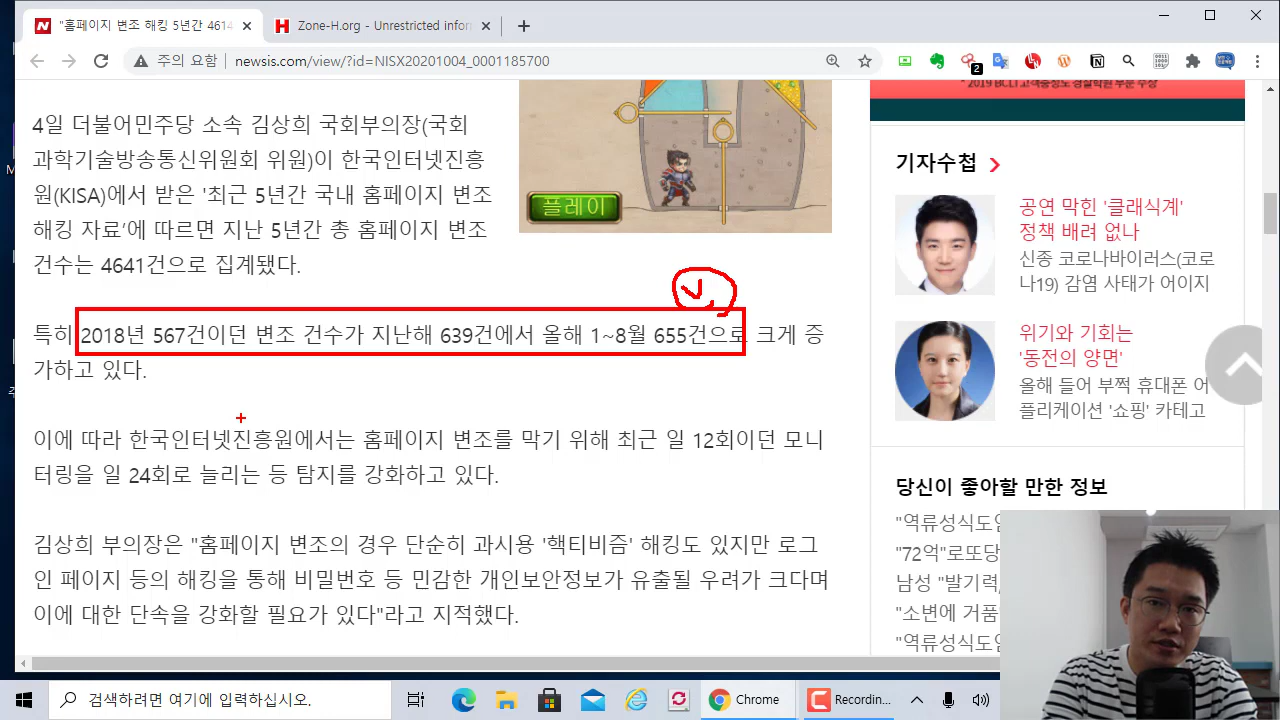 "홈페이지 변조 해킹 5년간 4614
Zone-H.org - Unrestricted infor
주의 요함
newsis.com/view/?id=NISX20201004_0001185700
2
* 2019 BCLT 고객충성도 경찰학원 부문 수상
플레이
4일 더불어민주당 소속 김상희 국회부의장(국회
과학기술방송통신위원회 위원)이 한국인터넷진흥
원(KISA)에서 받은 '최근 5년간 국내 홈페이지 변조
해킹 자료'에 따르면 지난 5년간 총 홈페이지 변조
건수는 4641건으로 집계됐다.
특히 2018년 567건이던 변조 건수가 지난해 639건에서 올해 1~8월 655건으로 크게 증
가하고 있다.
이에 따라 한국인터넷진흥원에서는 홈페이지 변조를 막기 위해 최근 일 12회이던 모니
터링을 일 24회로 늘리는 등 탐지를 강화하고 있다.
김상희 부의장은 "홈페이지 변조의 경우 단순히 과시용 '핵티비즘' 해킹도 있지만 로그
인 페이지 등의 해킹을 통해 비밀번호 등 민감한 개인보안정보가 유출될 우려가 크다며
이에 대한 단속을 강화할 필요가 있다"라고 지적했다.
기자수첩
공연 막힌 '클래식계'
정책 배려 없나
신종 코로나바이러스(코로
나19) 감염 사태가 어이지
위기와 기회는
'동전의 양면'
올해 들어 부쩍 휴대폰 어
플리케이션 '쇼핑' 카테고
당신이 좋아할 만한 정보
"역류성식도염
"72억"로또당
남성 "발기력,
"소변에 거품"
"역류성식도염
검색하려면 여기에 입력하십시오.
Chrome
Recordin...